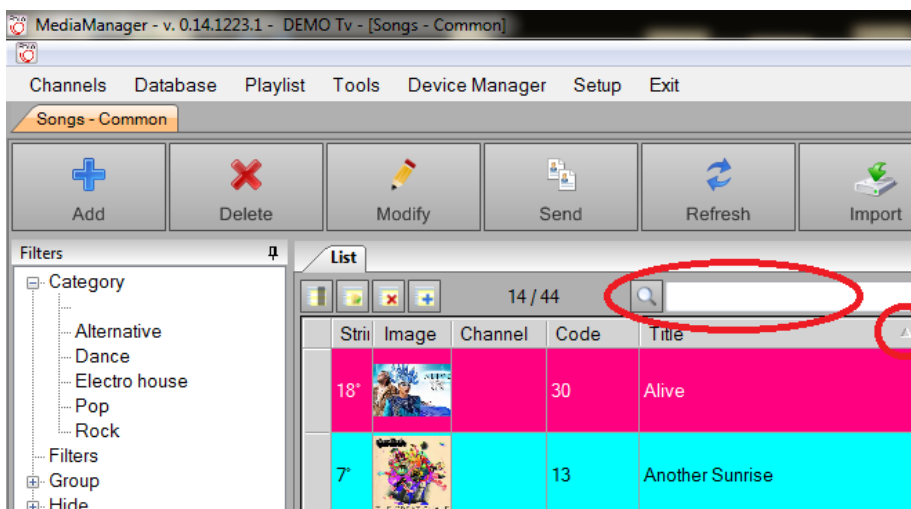 MediaManager - v. 0.14.1223.1 - DEMO Tv - [Songs - Common]
Channels Database Playlist Tools Device Manager Setup Exit
Songs - Common
Add Delete Modify Send Refresh Import
Filters
List
Category
14 / 44
Strin Image Channel Code Title
Alternative
Dance
Electro house
Pop
Rock
Filters
Group
Hide
18° 30 Alive
7° 13 Another Sunrise